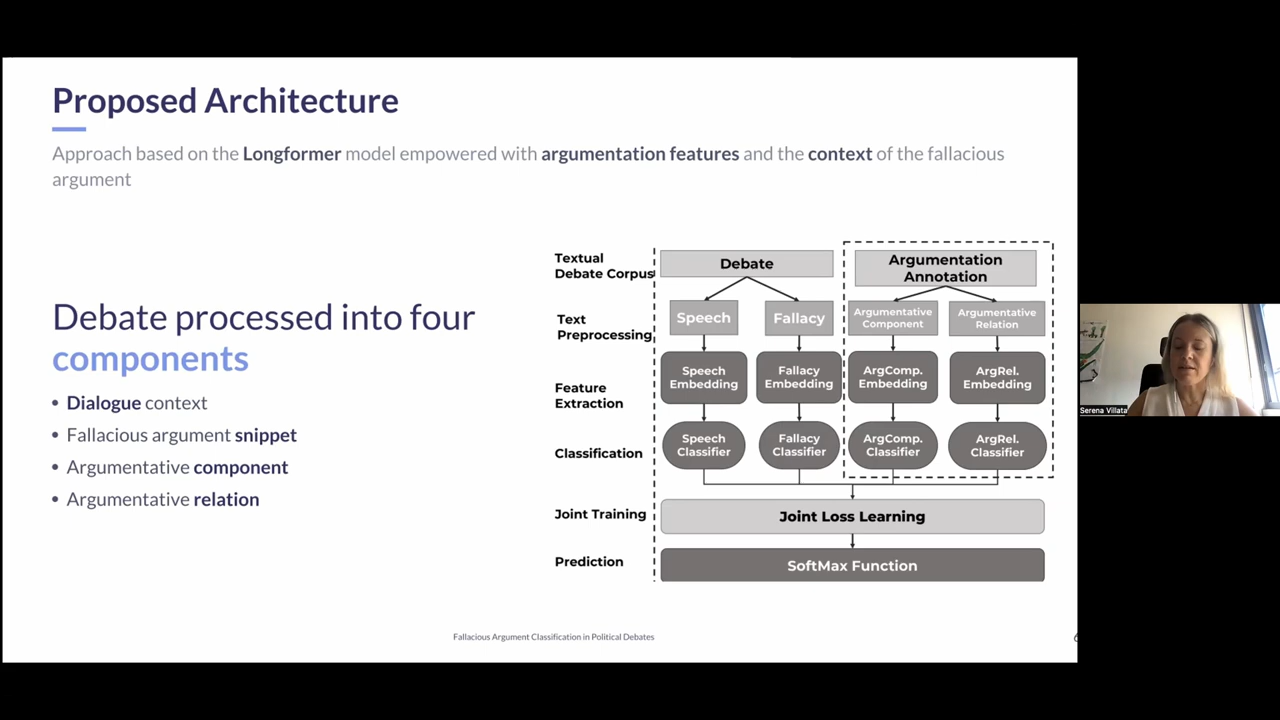 Proposed Architecture
Approach based on the Longformer model empowered with argumentation features and the context of the fallacious
argument
Debate processed into four
components
• Dialogue context
• Fallacious argument snippet
• Argumentative component
• Argumentative relation
Textual
Debate Corpus
Debate
Argumentation
Annotation
Text
Preprocessing
Speech
Fallacy
Argumentative
Component
Argumentative
Relation
Feature
Extraction
Speech
Embedding
Fallacy
Embedding
ArgComp.
Embedding
ArgRel.
Embedding
Classification
Speech
Classifier
Fallacy
Classifier
ArgComp.
Classifier
ArgRel.
Classifier
Joint Training
Joint Loss Learning
Prediction
SoftMax Function
Fallacious Argument Classification in Political Debates
Serena Villata